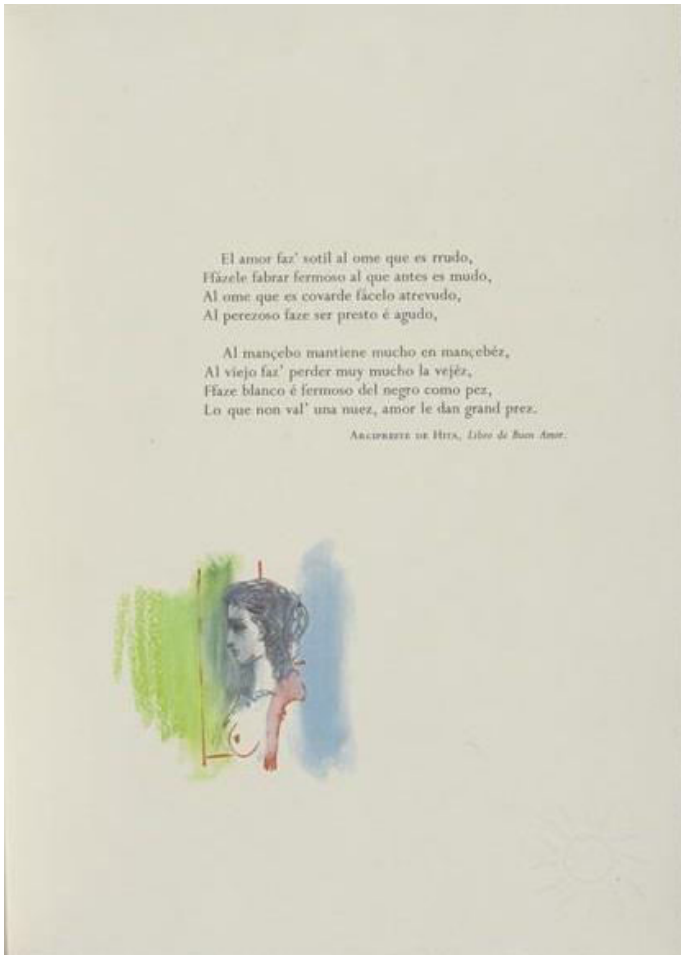 El amor faz' sotil al ome que es rrudo,
Ffázele fabrar fermoso al que antes es mudo,
Al ome que es covarde fácelo atrevudo,
Al perezoso faze ser presto é agudo,
Al mançebo mantiene mucho en mançebéz,
Al viejo faz' perder muy mucho la vejéz,
Ffaze blanco é fermoso del negro como pez,
Lo que non val' una nuez, amor le dan grand prez.
Arcipreste de Hita, Libro de Buen Amor.